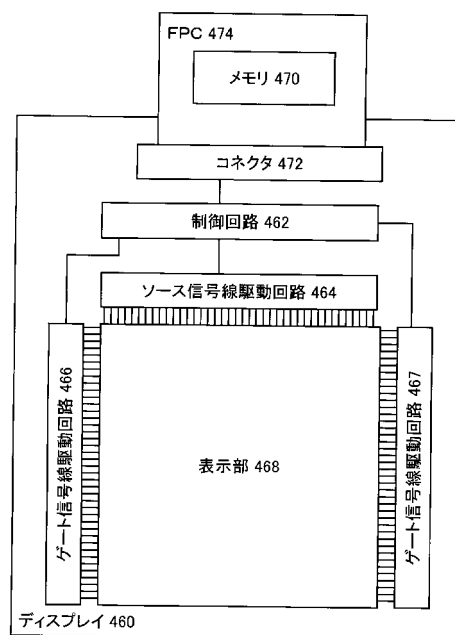 FPC 474
メモリ 470
コネクタ 472
制御回路 462
ソース信号線駆動回路 464
ゲート信号線駆動回路 466
表示部 468
ゲート信号線駆動回路 467
ディスプレイ 460